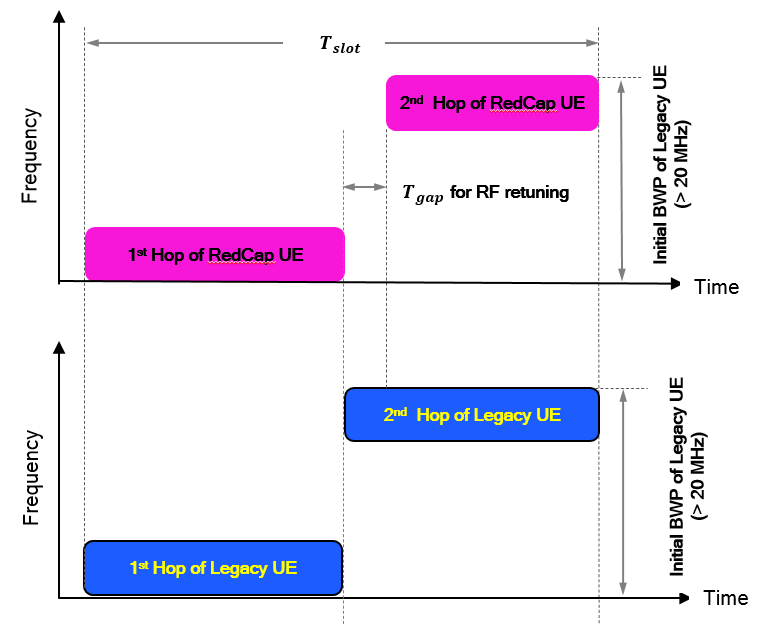 T_slot
2nd Hop of RedCap UE
Initial BWP of Legacy UE
(> 20 MHz)
Frequency
T_gap for RF retuning
1st Hop of RedCap UE
Time
2nd Hop of Legacy UE
Initial BWP of Legacy UE
(> 20 MHz)
Frequency
1st Hop of Legacy UE
Time